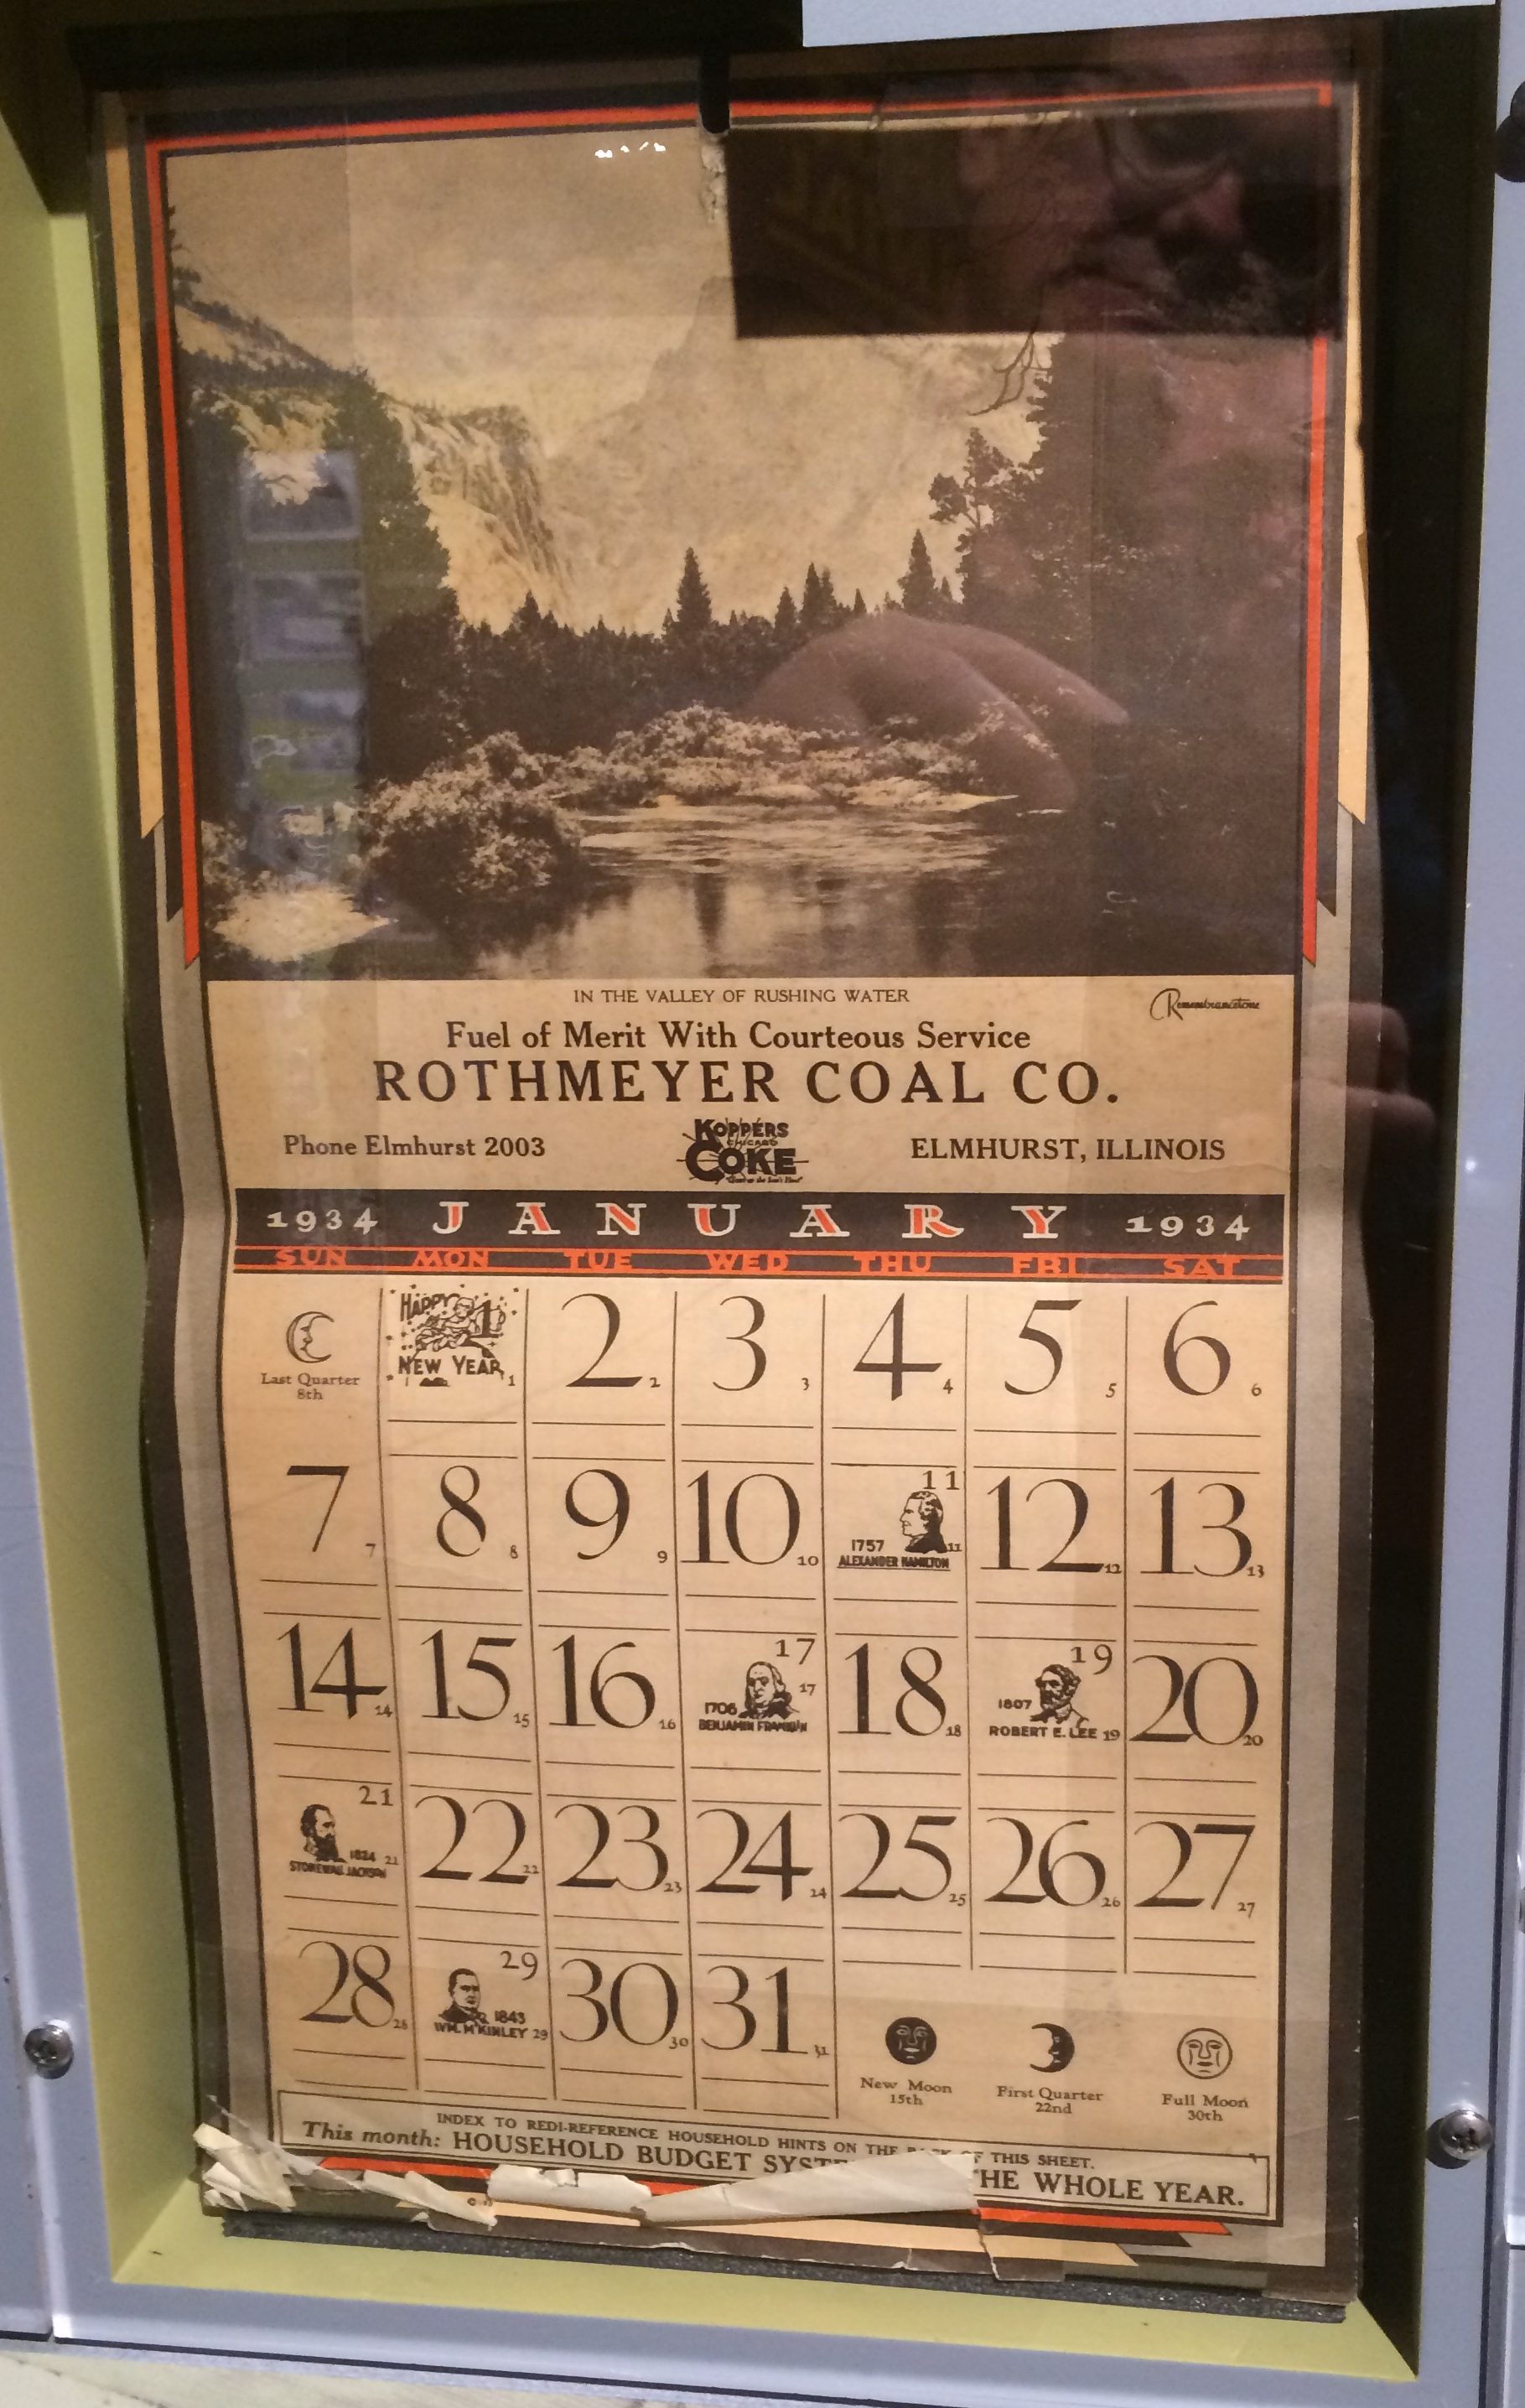 IN THE VALLEY OF RUSHING WATER
Remembrancetone
Fuel of Merit With Courteous Service
ROTHMEYER COAL CO.
Phone Elmhurst 2003
KOPPERS
CHICAGO
COKE
ELMHURST, ILLINOIS
1934 JANUARY 1934
SUN MON TUE WED THU FRI SAT
Last Quarter
8th
HAPPY 1
NEW YEAR 1
2 2
3 3
4 4
5 5
6 6
7 7
8 8
9 9
10 10
11
1757 11
ALEXANDER HAMILTON
12 12
13 13
14 14
15 15
16 16
17
17
1706
BENJAMIN FRANKLIN
18 18
19
1807
ROBERT E. LEE 19
20 20
21
1824 21
STONEWALL JACKSON
22 22
23 23
24 24
25 25
26 26
27 27
28 28
29
1843
WM. McKINLEY 29
30 30
31 31
New Moon
15th
First Quarter
22nd
Full Moon
30th
INDEX TO REDI-REFERENCE HOUSEHOLD HINTS ON THE OF THIS SHEET.
This month: HOUSEHOLD BUDGET THE WHOLE YEAR.